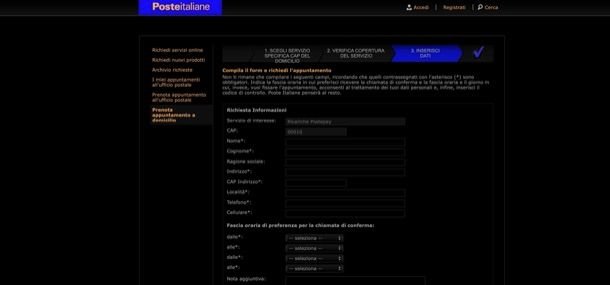 Posteitaliane
Accedi | Registrati | Cerca
Richiedi servizi online
Richiedi nuovi prodotti
Archivio richieste
I miei appuntamenti
all'ufficio postale
Prenota appuntamento
all'ufficio postale
Prenota
appuntamento a
domicilio
1. SCEGLI SERVIZIO
SPECIFICA CAP DEL
DOMICILIO
2. VERIFICA COPERTURA
DEL SERVIZIO
3. INSERISCI
DATI
Compila il form e richiedi l'appuntamento
Non ti rimane che compilare i seguenti campi, ricordando che quelli contrassegnati con l'asterisco (*) sono
obbligatori. Indica la fascia oraria in cui preferisci ricevere la chiamata di conferma e la fascia oraria e il giorno in
cui, invece, vuoi fissare l'appuntamento, acconsenti al trattamento dei tuoi dati personali e, infine, inserisci il
codice di controllo. Poste Italiane penserà al resto.
Richiesta Informazioni
Servizio di interesse: Ricariche Postepay
CAP: 00010
Nome*:
Cognome*:
Ragione sociale:
Indirizzo*:
CAP Indirizzo*:
Località*:
Telefono*:
Cellulare*:
Fascia oraria di preferenza per la chiamata di conferma:
dalle*: -- seleziona --
alle*: -- seleziona --
dalle*: -- seleziona --
alle*: -- seleziona --
Nota aggiuntiva: